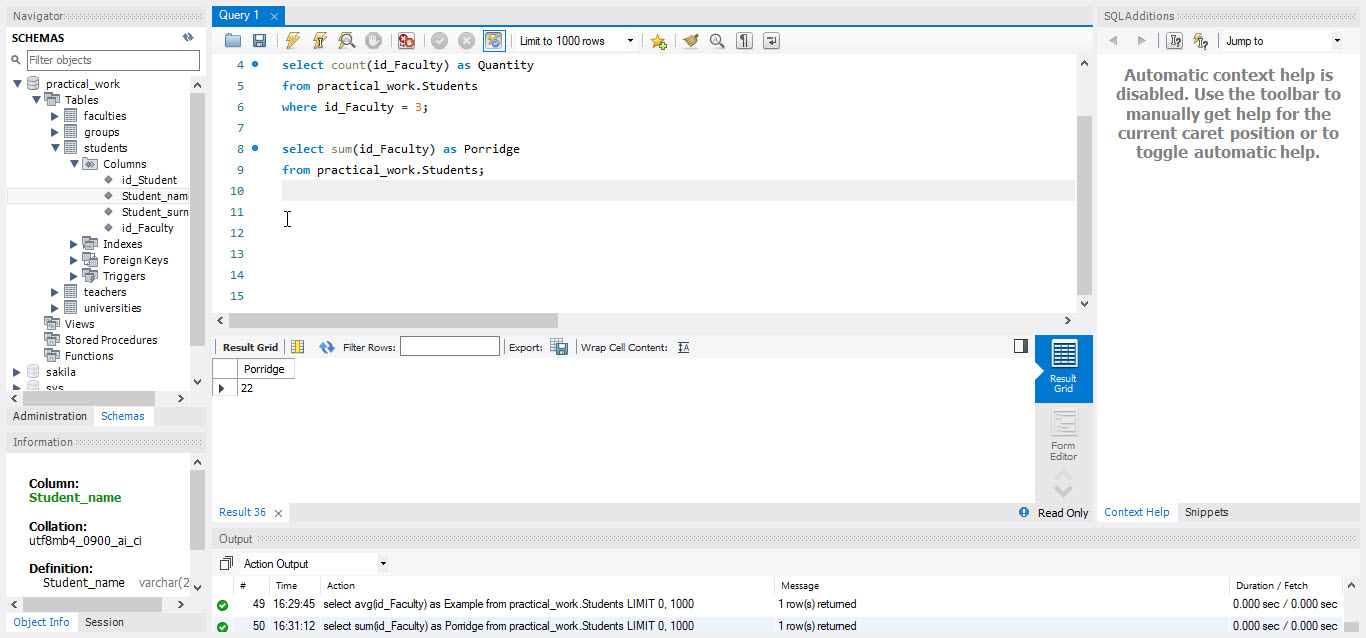 Navigator
SCHEMAS
Filter objects
practical_work
Tables
faculties
groups
students
Columns
id_Student
Student_nam
Student_surn
id_Faculty
Indexes
Foreign Keys
Triggers
teachers
universities
Views
Stored Procedures
Functions
sakila
sys
Administration Schemas
Information
Column:
Student_name
Collation:
utf8mb4_0900_ai_ci
Definition:
Student_name varchar(2
Object Info Session
Query 1
Limit to 1000 rows
4 select count(id_Faculty) as Quantity
5 from practical_work.Students
6 where id_Faculty = 3;
7
8 select sum(id_Faculty) as Porridge
9 from practical_work.Students;
10
11
12
13
14
15
Result Grid Filter Rows: Export: Wrap Cell Content:
Porridge
22
Result
Grid
Form
Editor
Result 36 Read Only
Output
Action Output
# Time Action Message Duration / Fetch
49 16:29:45 select avg(id_Faculty) as Example from practical_work.Students LIMIT 0, 1000 1 row(s) returned 0.000 sec / 0.000 sec
50 16:31:12 select sum(id_Faculty) as Porridge from practical_work.Students LIMIT 0, 1000 1 row(s) returned 0.000 sec / 0.000 sec
SQLAdditions
Jump to
Automatic context help is
disabled. Use the toolbar to
manually get help for the
current caret position or to
toggle automatic help.
Context Help Snippets